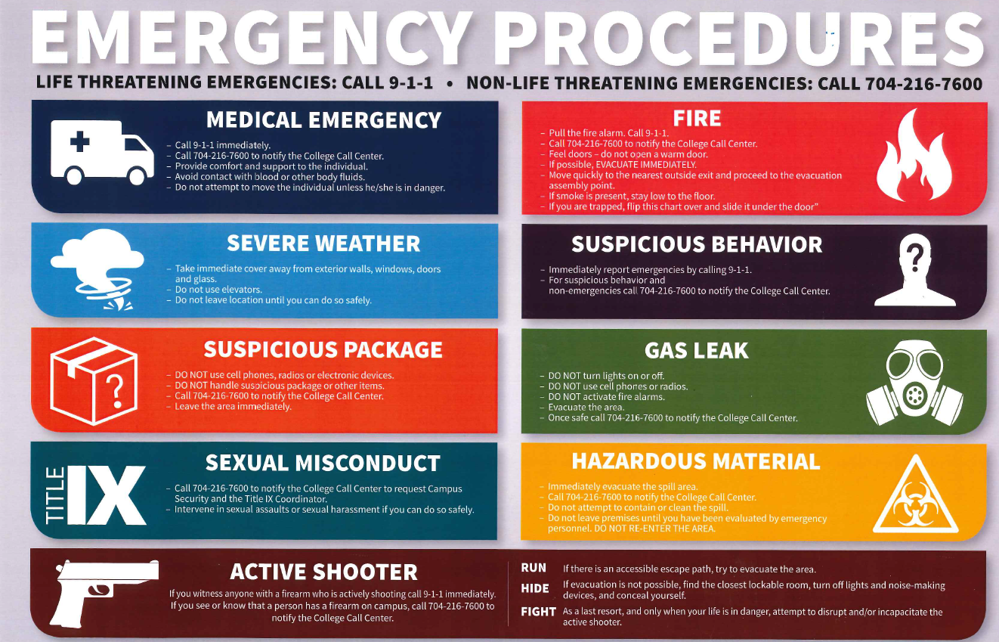 EMERGENCY PROCEDURES
LIFE THREATENING EMERGENCIES: CALL 9-1-1 • NON-LIFE THREATENING EMERGENCIES: CALL 704-216-7600
MEDICAL EMERGENCY
– Call 9-1-1 immediately.
– Call 704-216-7600 to notify the College Call Center.
– Provide comfort and support to the individual.
– Avoid contact with blood or other body fluids.
– Do not attempt to move the individual unless he/she is in danger.
FIRE
– Pull the fire alarm. Call 9-1-1.
– Call 704-216-7600 to notify the College Call Center.
– Feel doors – do not open a warm door.
– If possible, EVACUATE IMMEDIATELY.
– Move quickly to the nearest outside exit and proceed to the evacuation
assembly point.
– If smoke is present, stay low to the floor.
– If you are trapped, flip this chart over and slide it under the door”
SEVERE WEATHER
– Take immediate cover away from exterior walls, windows, doors
and glass.
– Do not use elevators.
– Do not leave location until you can do so safely.
SUSPICIOUS BEHAVIOR
– Immediately report emergencies by calling 9-1-1.
– For suspicious behavior and
non-emergencies call 704-216-7600 to notify the College Call Center.
?
SUSPICIOUS PACKAGE
– DO NOT use cell phones, radios or electronic devices.
– DO NOT handle suspicious package or other items.
– Call 704-216-7600 to notify the College Call Center.
– Leave the area immediately.
?
GAS LEAK
– DO NOT turn lights on or off.
– DO NOT use cell phones or radios.
– DO NOT activate fire alarms.
– Evacuate the area.
– Once safe call 704-216-7600 to notify the College Call Center.
TITLE IX
SEXUAL MISCONDUCT
– Call 704-216-7600 to notify the College Call Center to request Campus
Security and the Title IX Coordinator.
– Intervene in sexual assaults or sexual harassment if you can do so safely.
HAZARDOUS MATERIAL
– Immediately evacuate the spill area.
– Call 704-216-7600 to notify the College Call Center.
– Do not attempt to contain or clean the spill.
– Do not leave premises until you have been evaluated by emergency
personnel. DO NOT RE-ENTER THE AREA.
ACTIVE SHOOTER
If you witness anyone with a firearm who is actively shooting call 9-1-1 immediately.
If you see or know that a person has a firearm on campus, call 704-216-7600 to
notify the College Call Center.
RUN If there is an accessible escape path, try to evacuate the area.
HIDE If evacuation is not possible, find the closest lockable room, turn off lights and noise-making
devices, and conceal yourself.
FIGHT As a last resort, and only when your life is in danger, attempt to disrupt and/or incapacitate the
active shooter.